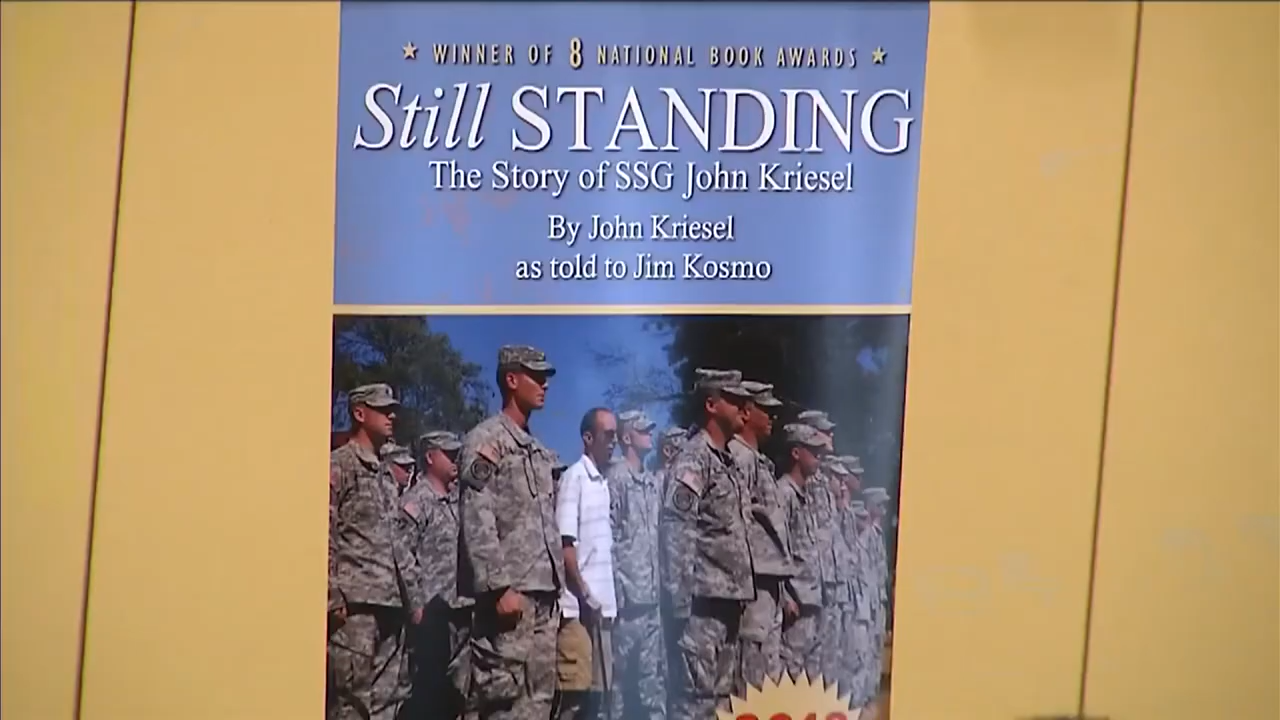 ★ WINNER OF 8 NATIONAL BOOK AWARDS ★
Still STANDING
The Story of SSG John Kriesel
By John Kriesel
as told to Jim Kosmo